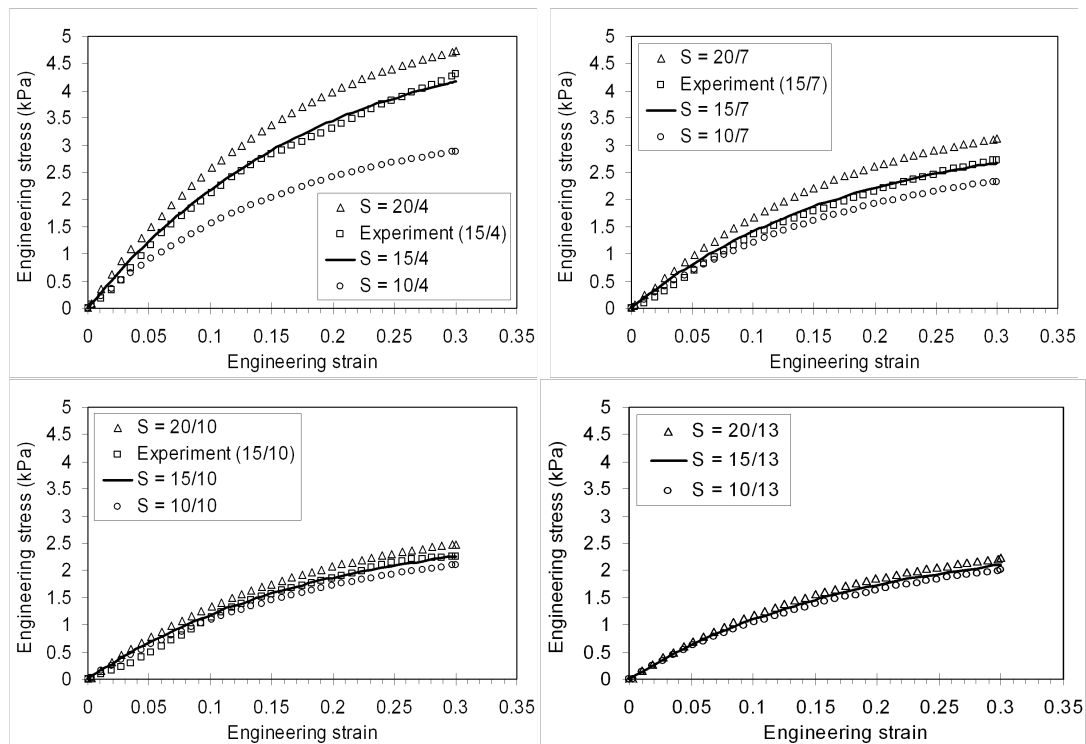 5
4.5
4
3.5
3
2.5
2
1.5
1
0.5
0
Engineering stress (kPa)
S = 20/4
Experiment (15/4)
S = 15/4
S = 10/4
0 0.05 0.1 0.15 0.2 0.25 0.3 0.35
Engineering strain
5
4.5
4
3.5
3
2.5
2
1.5
1
0.5
0
Engineering stress (kPa)
S = 20/7
Experiment (15/7)
S = 15/7
S = 10/7
0 0.05 0.1 0.15 0.2 0.25 0.3 0.35
Engineering strain
5
4.5
4
3.5
3
2.5
2
1.5
1
0.5
0
Engineering stress (kPa)
S = 20/10
Experiment (15/10)
S = 15/10
S = 10/10
0 0.05 0.1 0.15 0.2 0.25 0.3 0.35
Engineering strain
5
4.5
4
3.5
3
2.5
2
1.5
1
0.5
0
Engineering stress (kPa)
S = 20/13
S = 15/13
S = 10/13
0 0.05 0.1 0.15 0.2 0.25 0.3 0.35
Engineering strain